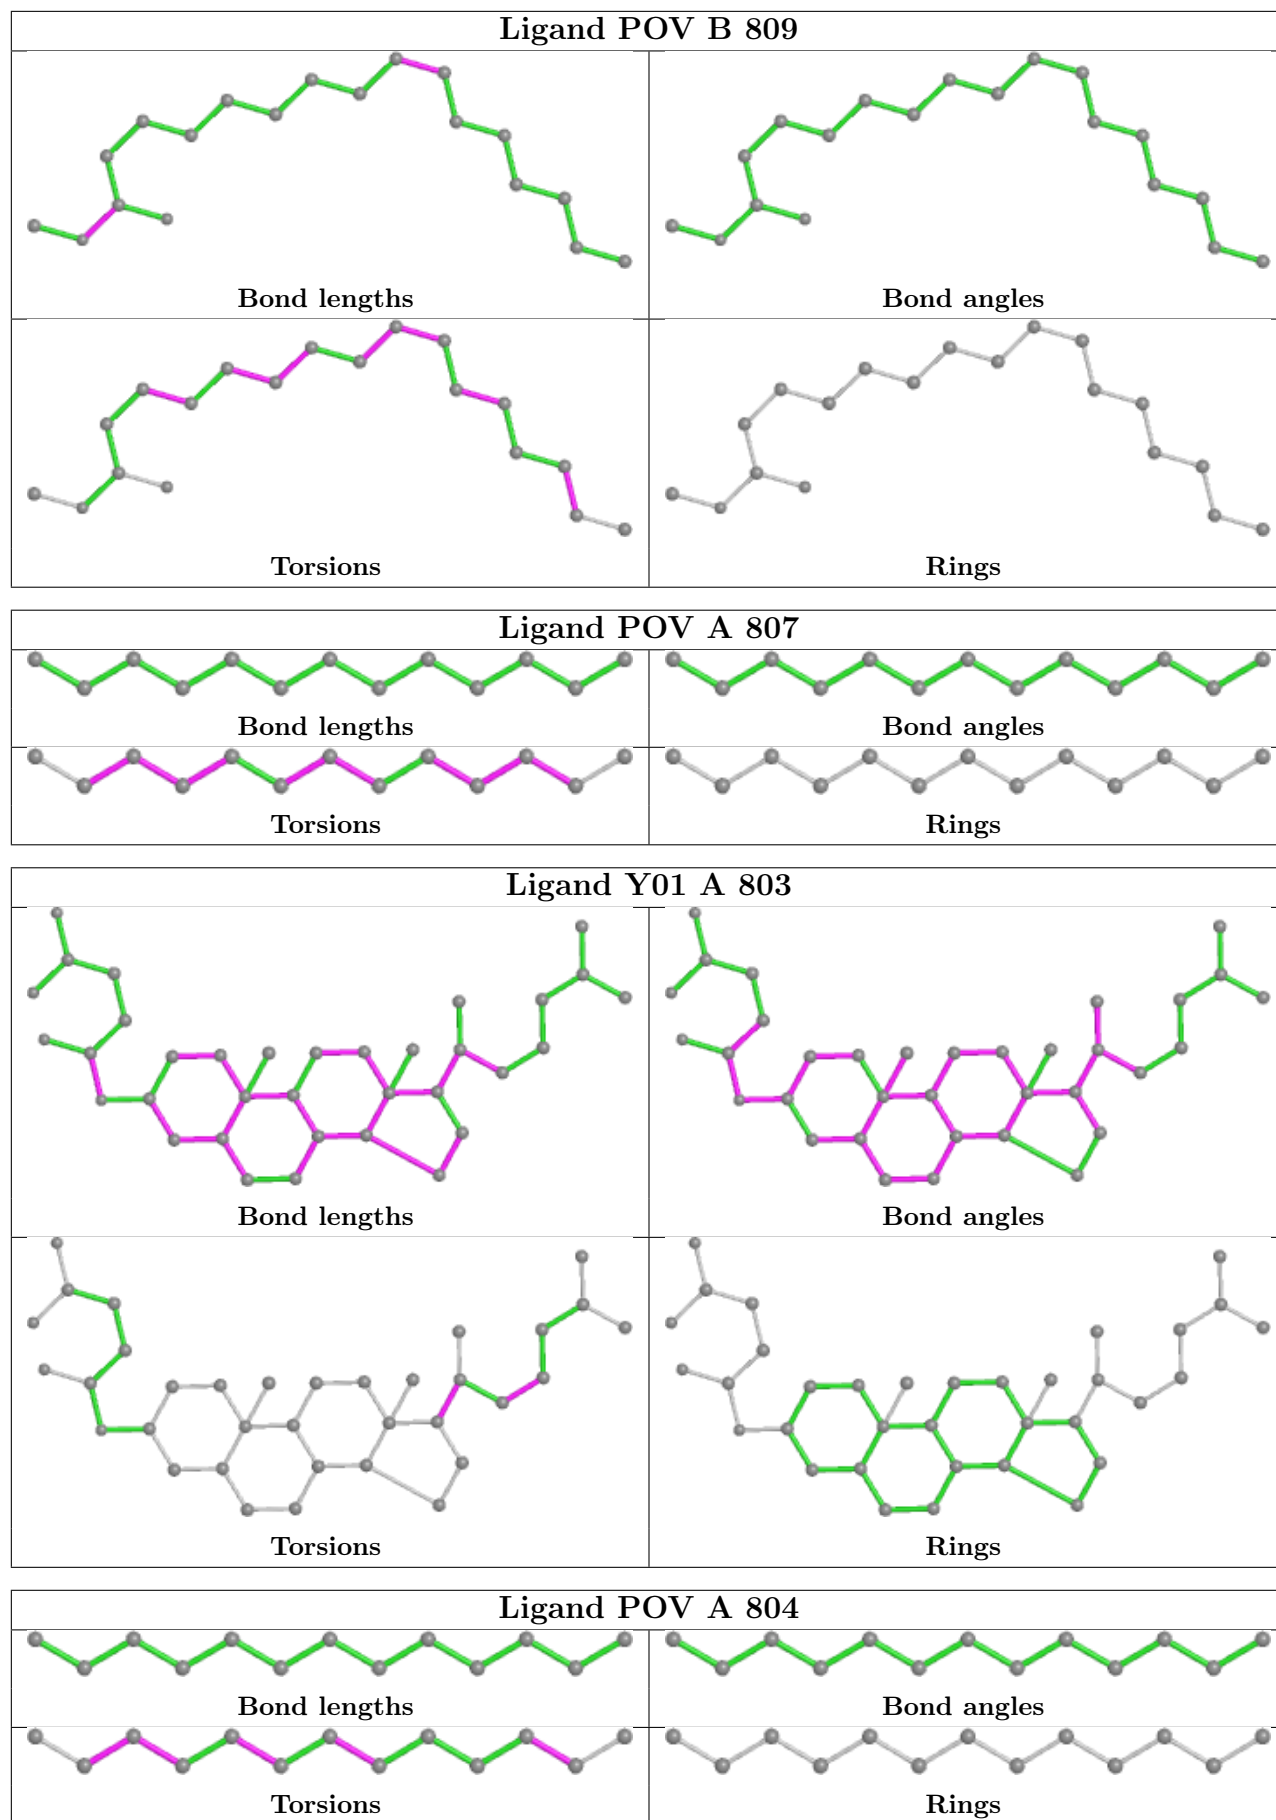 Ligand POV B 809
Bond lengths
Bond angles
Torsions
Rings
Ligand POV A 807
Bond lengths
Bond angles
Torsions
Rings
Ligand Y01 A 803
Bond lengths
Bond angles
Torsions
Rings
Ligand POV A 804
Bond lengths
Bond angles
Torsions
Rings